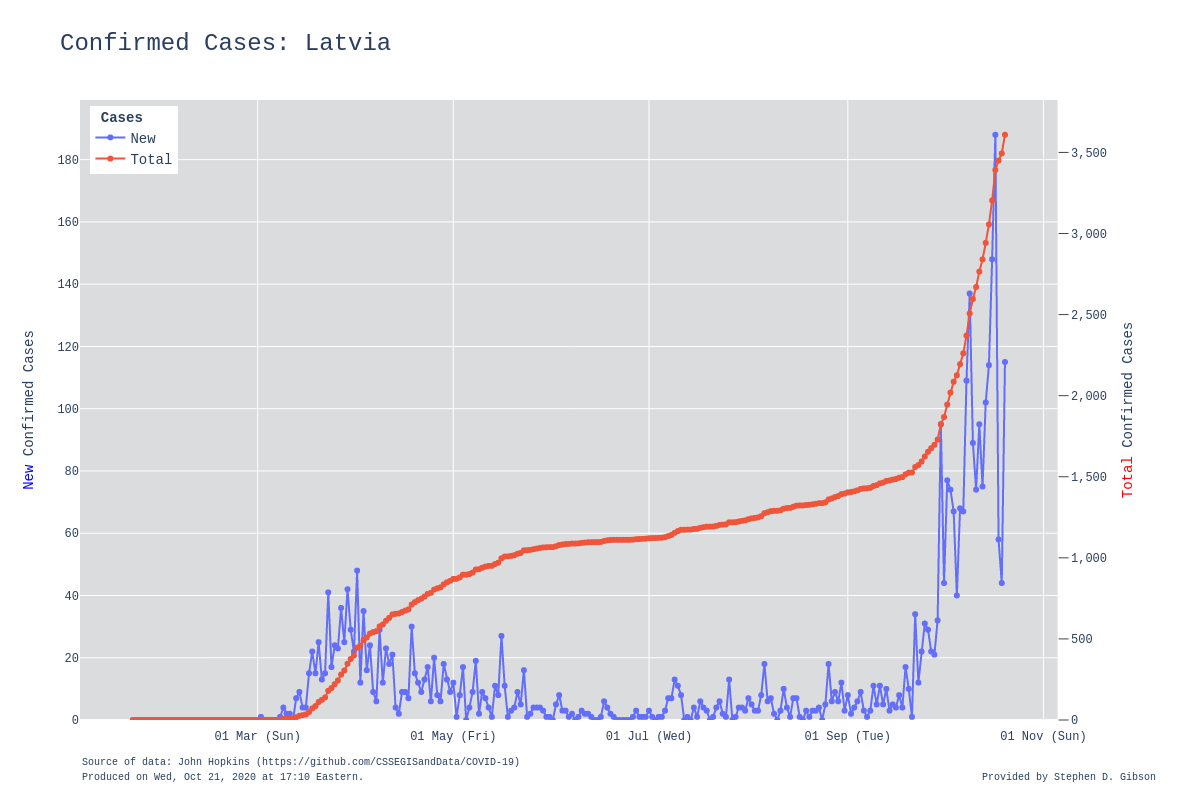 Confirmed Cases: Latvia
Cases
New
Total
180
160
140
120
100
80
60
40
20
0
3,500
3,000
2,500
2,000
1,500
1,000
500
0
New Confirmed Cases
Total Confirmed Cases
01 Mar (Sun)
01 May (Fri)
01 Jul (Wed)
01 Sep (Tue)
01 Nov (Sun)
Source of data: John Hopkins (https://github.com/CSSEGISandData/COVID-19)
Produced on Wed, Oct 21, 2020 at 17:10 Eastern.
Provided by Stephen D. Gibson